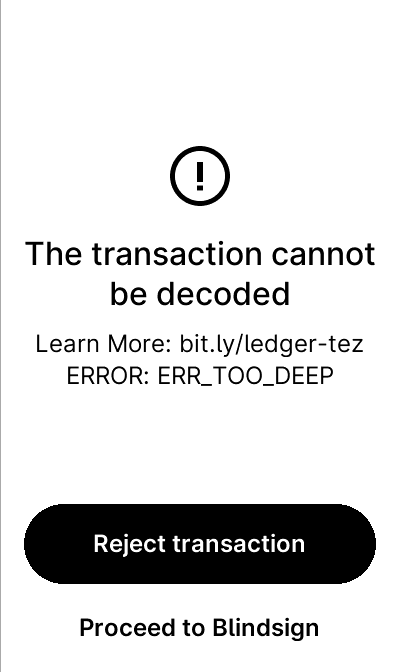 The transaction cannot
be decoded
Learn More: bit.ly/ledger-tez
ERROR: ERR_TOO_DEEP
Reject transaction
Proceed to Blindsign